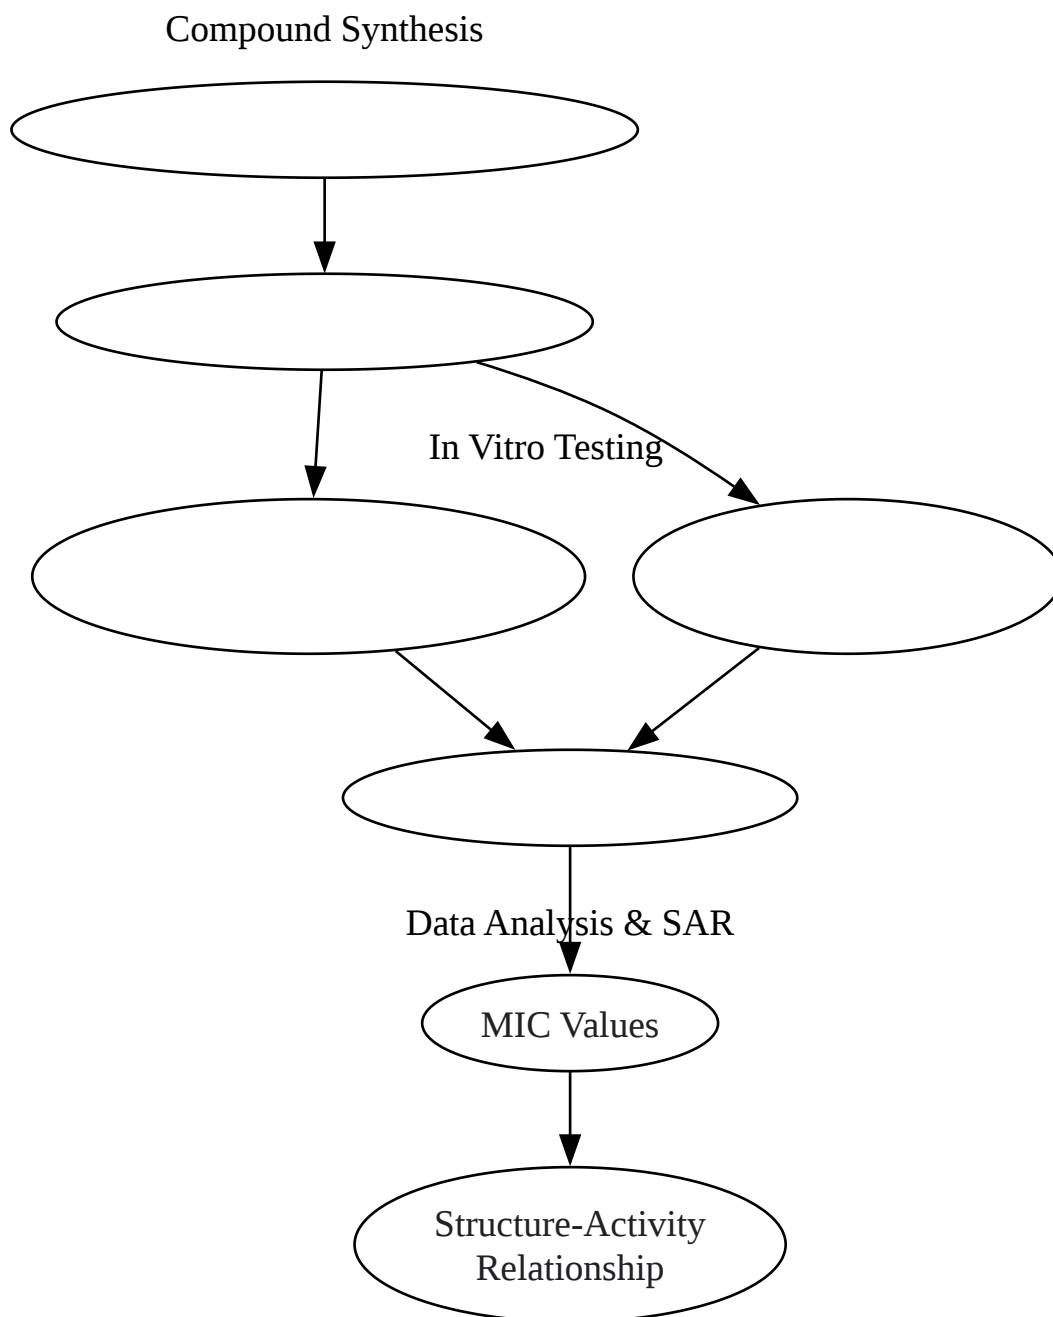 Compound Synthesis
In Vitro Testing
Data Analysis & SAR
MIC Values
Structure-Activity
Relationship